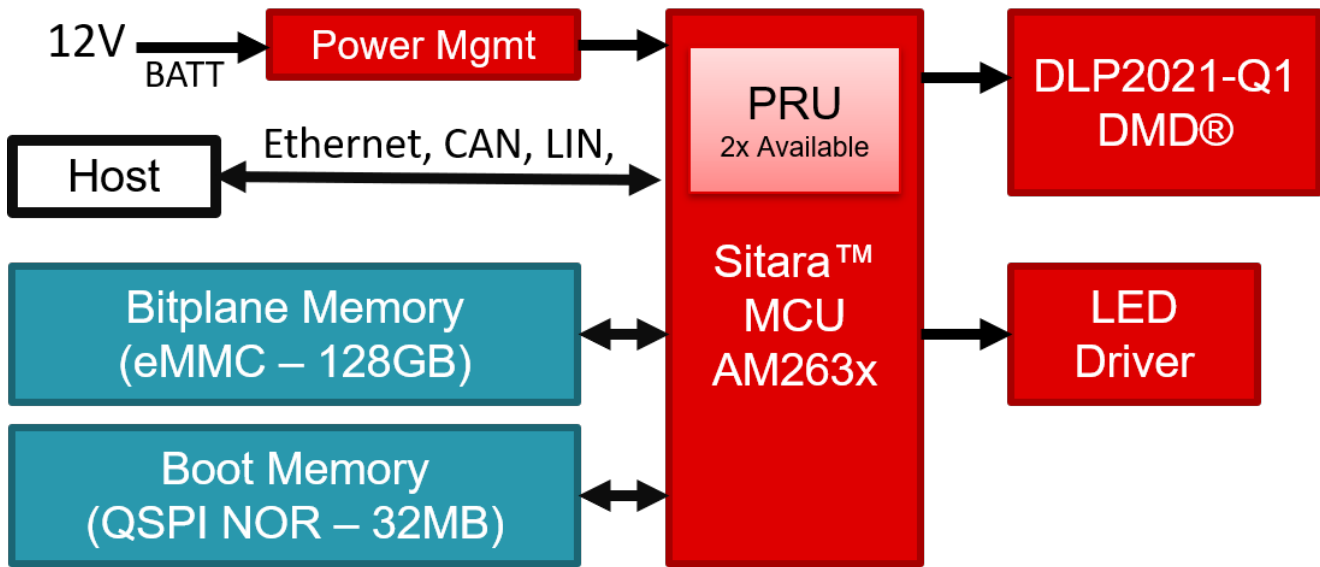 12V
BATT
Power Mgmt
Host
Ethernet, CAN, LIN,
Bitplane Memory
(eMMC – 128GB)
Boot Memory
(QSPI NOR – 32MB)
PRU
2x Available
Sitara™
MCU
AM263x
DLP2021-Q1
DMD®
LED
Driver